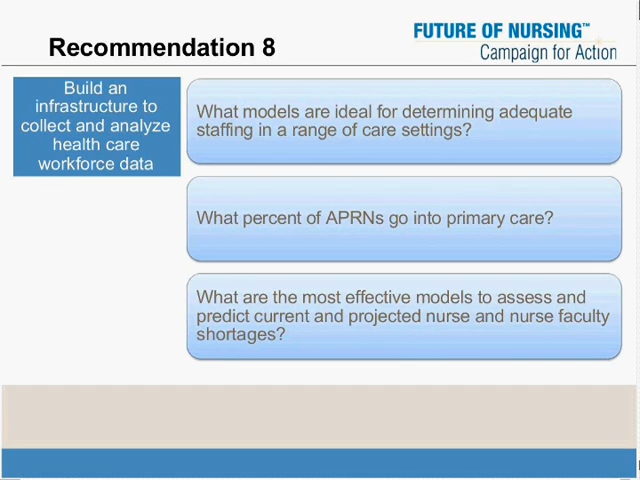 Recommendation 8
FUTURE OF NURSING™
Campaign for Action
Build an
infrastructure to
collect and analyze
health care
workforce data
What models are ideal for determining adequate
staffing in a range of care settings?
What percent of APRNs go into primary care?
What are the most effective models to assess and
predict current and projected nurse and nurse faculty
shortages?